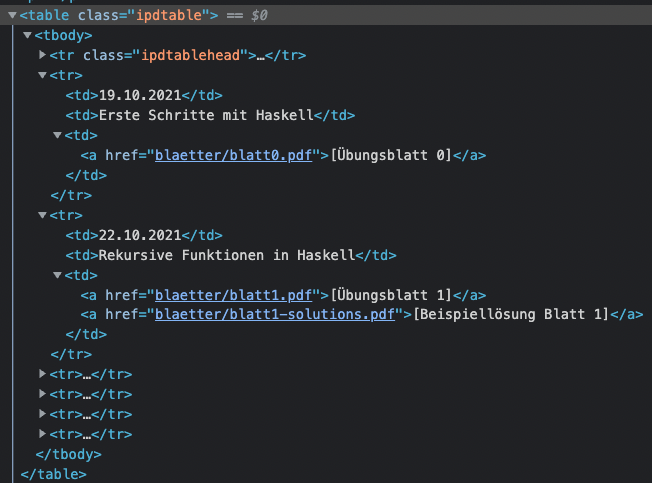 <table class="ipdtable"> == $0
<tbody>
<tr class="ipdtablehead">…</tr>
<tr>
<td>19.10.2021</td>
<td>Erste Schritte mit Haskell</td>
<td>
<a href="blaetter/blatt0.pdf">[Übungsblatt 0]</a>
</td>
</tr>
<tr>
<td>22.10.2021</td>
<td>Rekursive Funktionen in Haskell</td>
<td>
<a href="blaetter/blatt1.pdf">[Übungsblatt 1]</a>
<a href="blaetter/blatt1-solutions.pdf">[Beispiellösung Blatt 1]</a>
</td>
</tr>
<tr>…</tr>
<tr>…</tr>
<tr>…</tr>
<tr>…</tr>
</tbody>
</table>